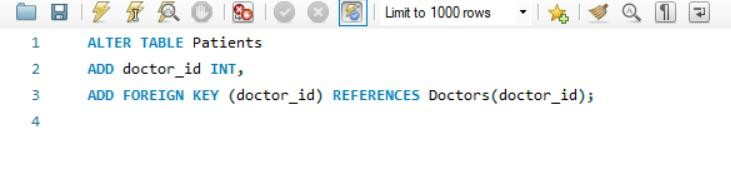 Limit to 1000 rows
1 ALTER TABLE Patients
2 ADD doctor_id INT,
3 ADD FOREIGN KEY (doctor_id) REFERENCES Doctors(doctor_id);
4